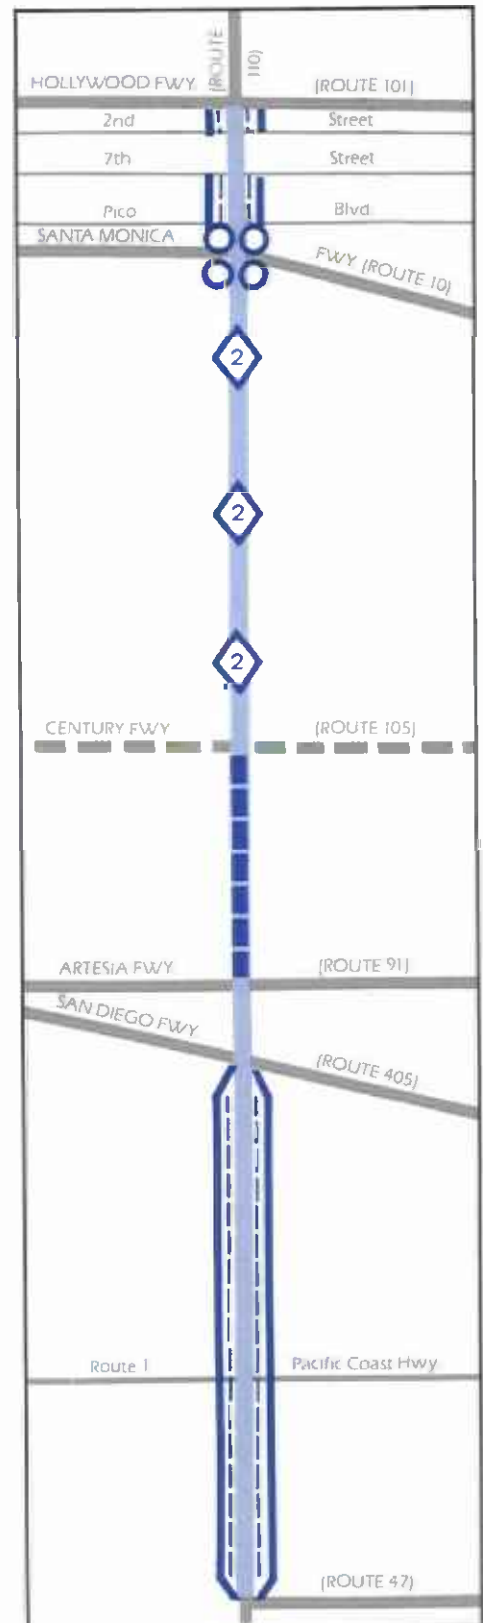 (ROUTE 110)
HOLLYWOOD FWY (ROUTE 101)
2nd Street
7th Street
Pico Blvd
SANTA MONICA FWY (ROUTE 10)
2
2
2
CENTURY FWY (ROUTE 105)
ARTESIA FWY (ROUTE 91)
SAN DIEGO FWY (ROUTE 405)
Route 1 Pacific Coast Hwy
(ROUTE 47)